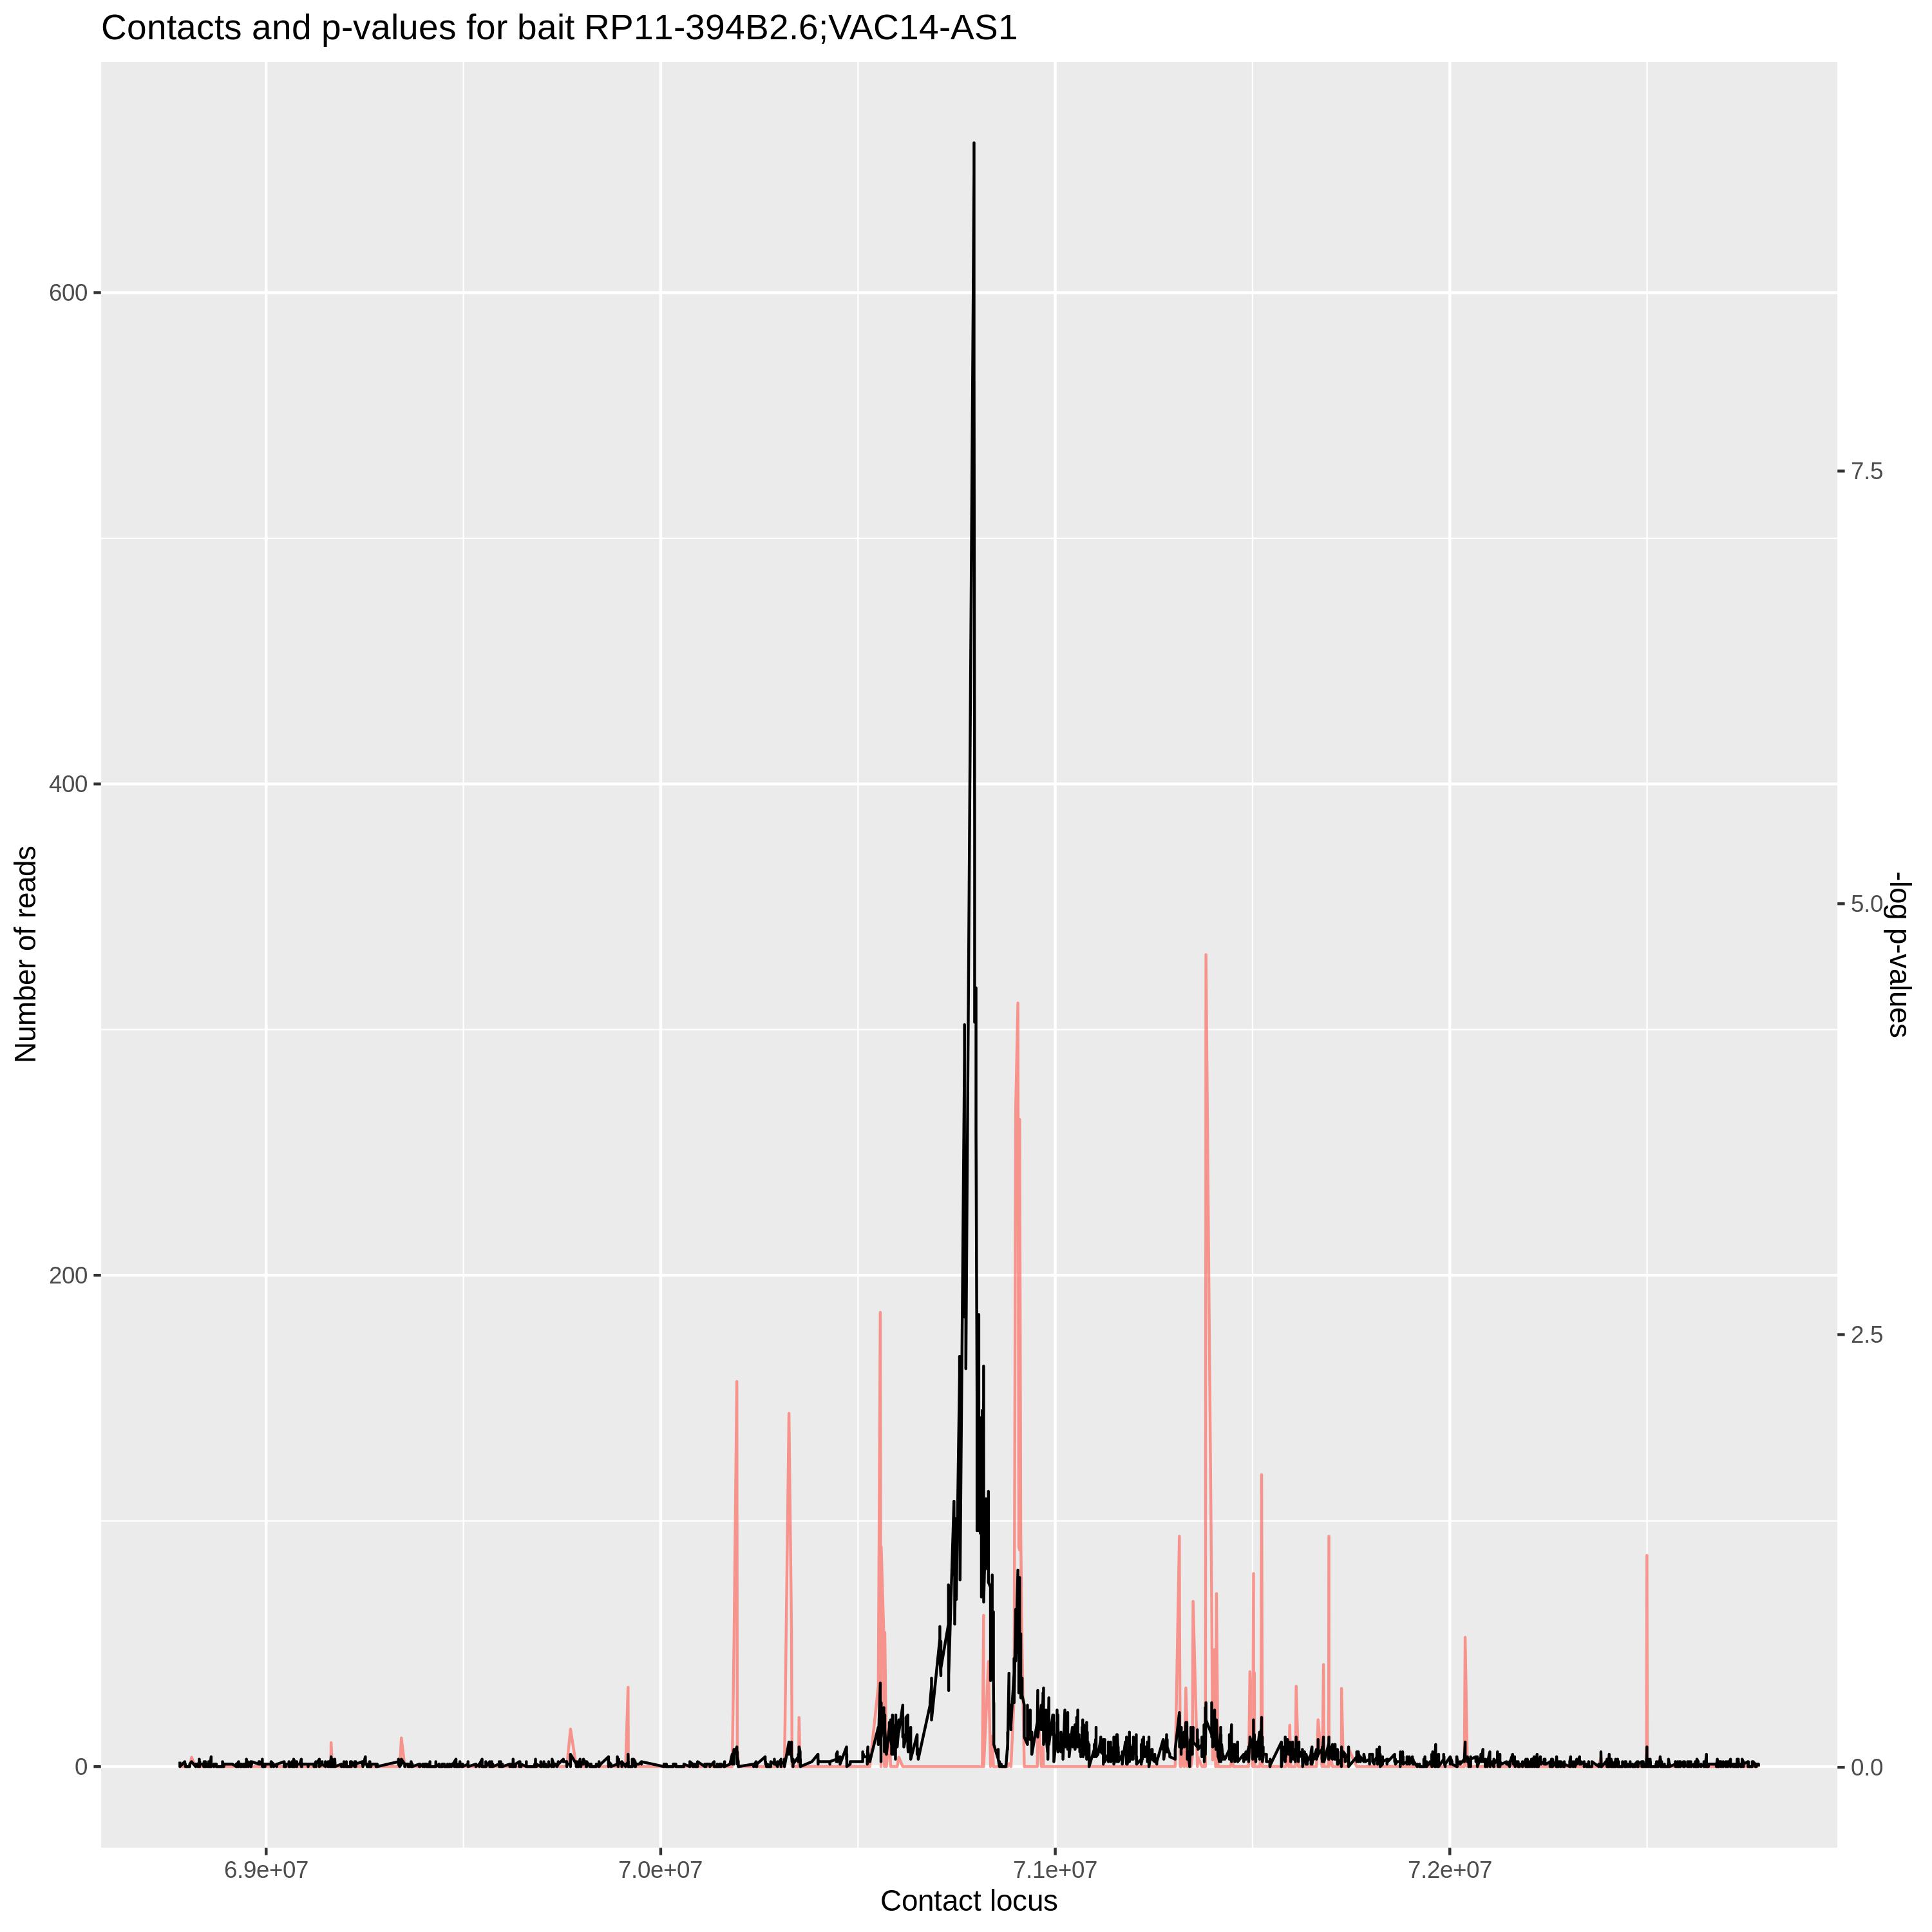 Contacts and p-values for bait RP11-394B2.6;VAC14-AS1
600
400
200
0
Number of reads
7.5
5.0
2.5
0.0
-log p-values
6.9e+07
7.0e+07
7.1e+07
7.2e+07
Contact locus